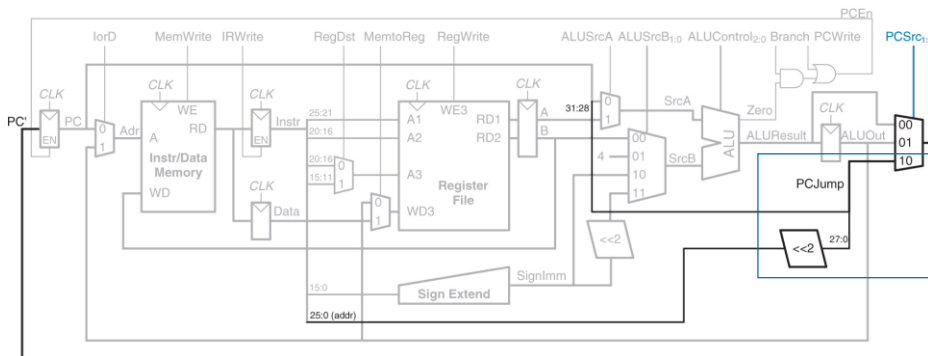 PCEn
IorD MemWrite IRWrite RegDst MemtoReg RegWrite ALUSrcA ALUSrcB1:0 ALUControl2:0 Branch PCWrite PCSrc1:
CLK CLK CLK CLK CLK CLK
PC' PC EN 0 1 Adr
WE A RD Instr/Data Memory WD
EN Instr
CLK Data
25:21
20:16
20:16 0
15:11 1
0 1
WE3 A1 RD1 A2 RD2 A3 Register File WD3
A B
31:28
0 1 SrcA
4
00 01 10 11 SrcB
ALU Zero ALUResult ALUOut
00 01 10
PCJump
<<2
<<2 27:0
15:0 Sign Extend SignImm
25:0 (addr)